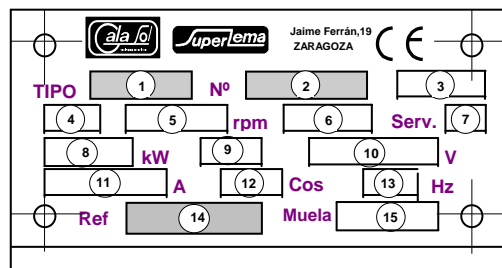 Cala Sol SuperLema Jaime Ferrán,19 CE
ZARAGOZA
TIPO 1 Nº 2 3
4 5 rpm 6 Serv. 7
8 kW 9 10 V
11 A 12 Cos 13 Hz
Ref 14 Muela 15